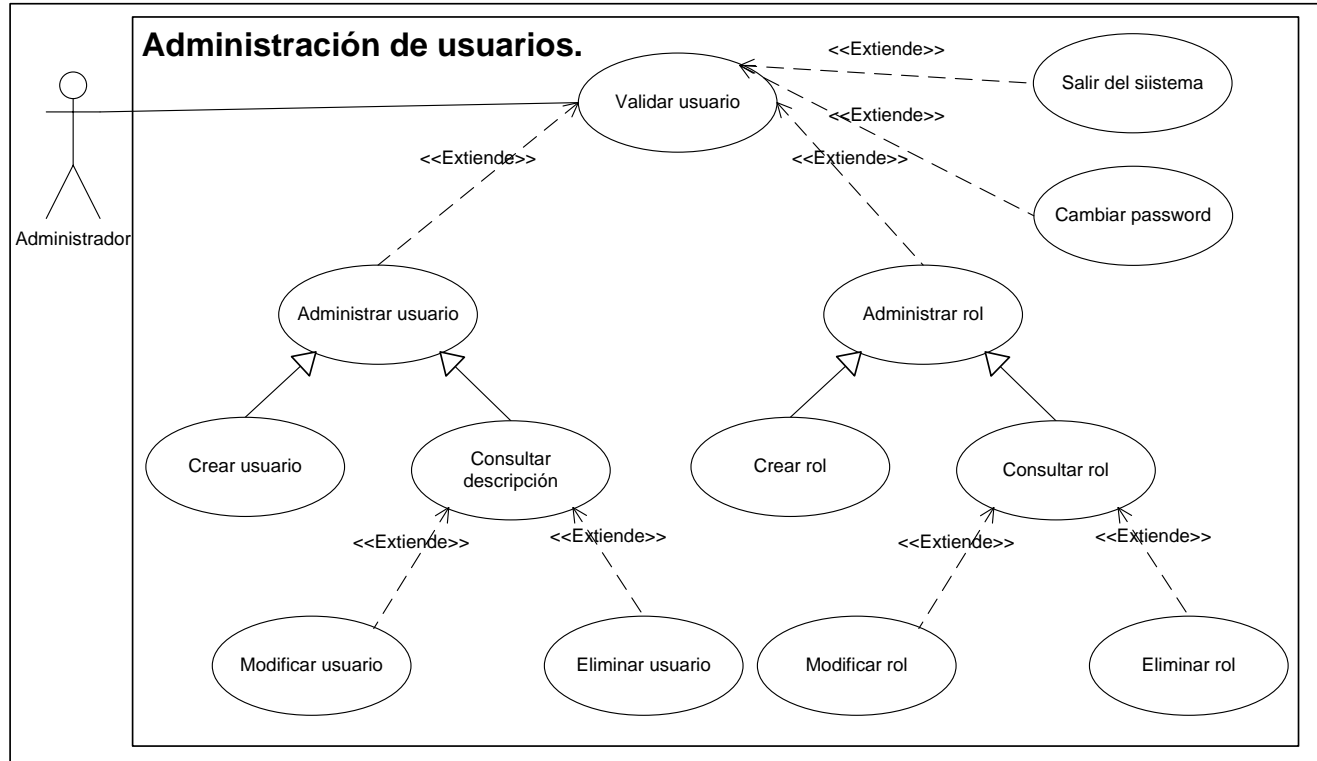 Administración de usuarios.
<<Extiende>>
Salir del siistema
Validar usuario
<<Extiende>>
<<Extiende>>
<<Extiende>>
Cambiar password
Administrador
Administrar usuario
Administrar rol
Crear usuario
Consultar
descripción
Crear rol
Consultar rol
<<Extiende>>
<<Extiende>>
<<Extiende>>
<<Extiende>>
Modificar usuario
Eliminar usuario
Modificar rol
Eliminar rol